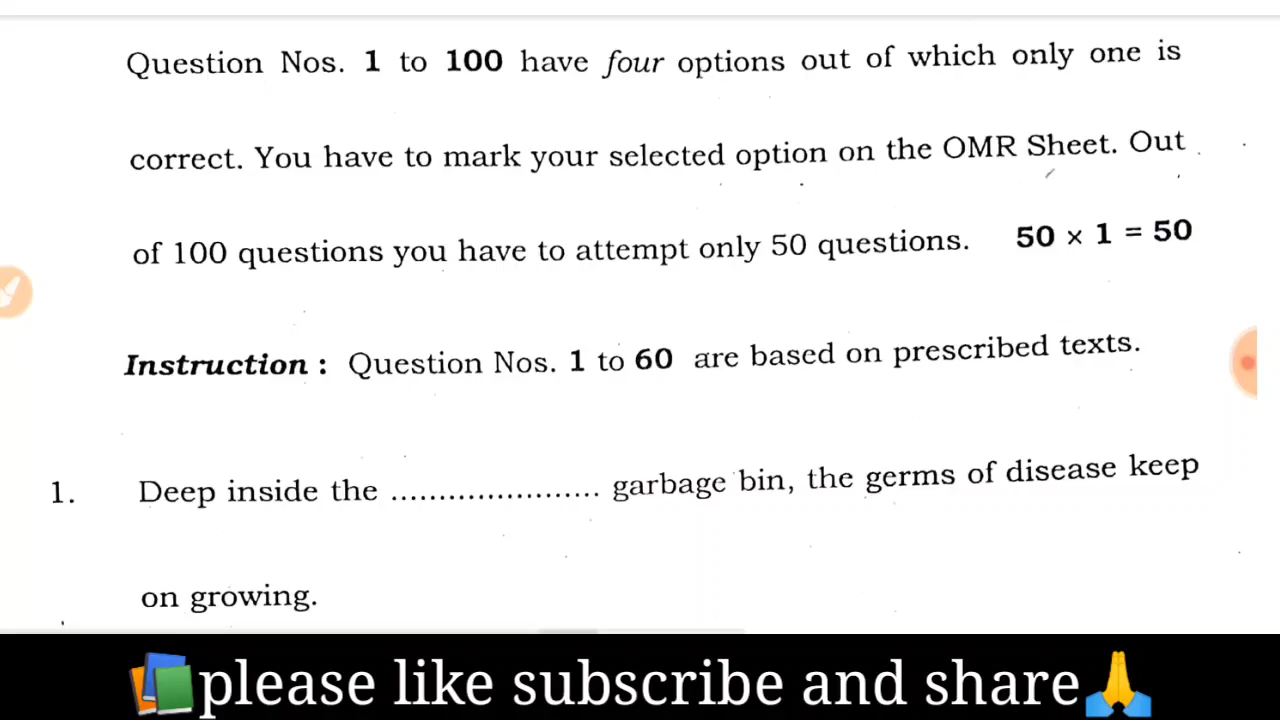 Question Nos. 1 to 100 have four options out of which only one is
correct. You have to mark your selected option on the OMR Sheet. Out
of 100 questions you have to attempt only 50 questions. 50 × 1 = 50
Instruction : Question Nos. 1 to 60 are based on prescribed texts.
1. Deep inside the ...................... garbage bin, the germs of disease keep
on growing.
📚please like subscribe and share🙏